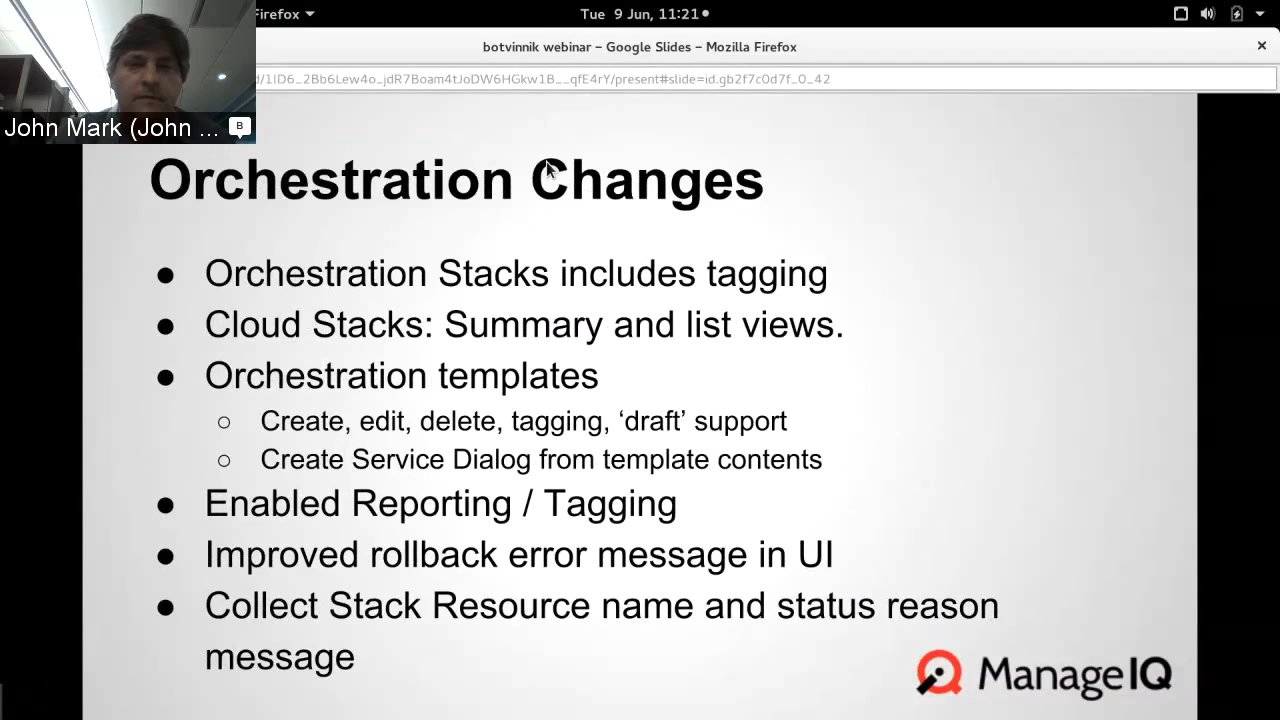 Firefox
Tue 9 Jun, 11:21
botvinnik webinar – Google Slides – Mozilla Firefox
d/1ID6_2Bb6Lew4o_jdR7Boam4tJoDW6HGkw1B__qfE4rY/present#slide=id.gb2f7c0d7f_0_42
John Mark (John ...
B
Orchestration Changes
● Orchestration Stacks includes tagging
● Cloud Stacks: Summary and list views.
● Orchestration templates
○ Create, edit, delete, tagging, ‘draft’ support
○ Create Service Dialog from template contents
● Enabled Reporting / Tagging
● Improved rollback error message in UI
● Collect Stack Resource name and status reason
message
ManageIQ